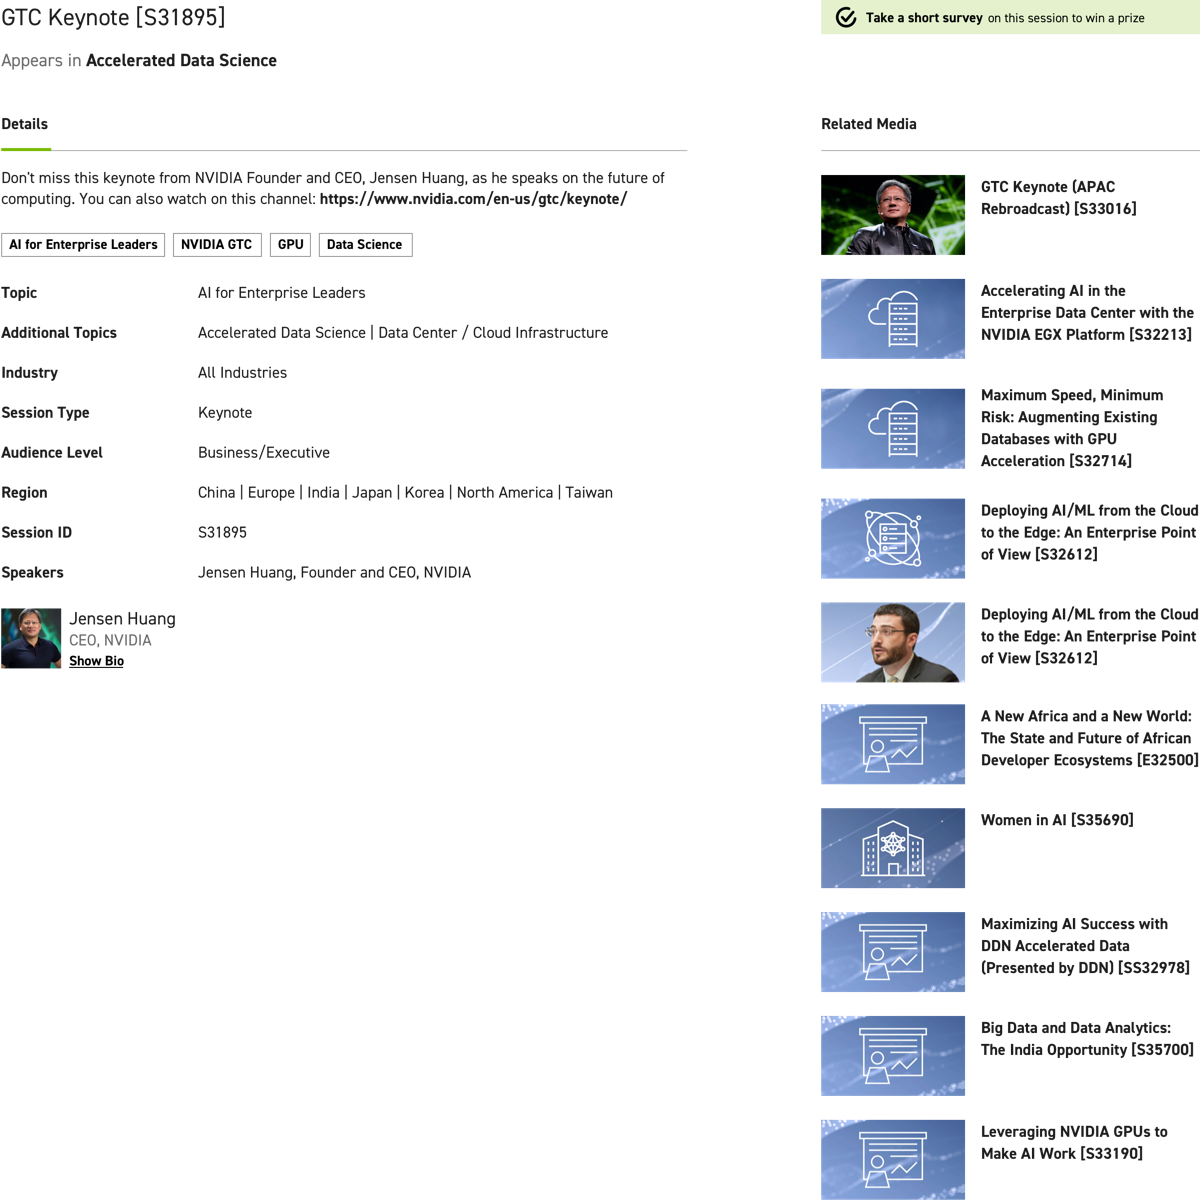 GTC Keynote [S31895]
Appears in Accelerated Data Science
Details
Don't miss this keynote from NVIDIA Founder and CEO, Jensen Huang, as he speaks on the future of
computing. You can also watch on this channel: https://www.nvidia.com/en-us/gtc/keynote/
AI for Enterprise Leaders
NVIDIA GTC
GPU
Data Science
Topic AI for Enterprise Leaders
Additional Topics Accelerated Data Science | Data Center / Cloud Infrastructure
Industry All Industries
Session Type Keynote
Audience Level Business/Executive
Region China | Europe | India | Japan | Korea | North America | Taiwan
Session ID S31895
Speakers Jensen Huang, Founder and CEO, NVIDIA
Jensen Huang
CEO, NVIDIA
Show Bio
Take a short survey on this session to win a prize
Related Media
GTC Keynote (APAC
Rebroadcast) [S33016]
Accelerating AI in the
Enterprise Data Center with the
NVIDIA EGX Platform [S32213]
Maximum Speed, Minimum
Risk: Augmenting Existing
Databases with GPU
Acceleration [S32714]
Deploying AI/ML from the Cloud
to the Edge: An Enterprise Point
of View [S32612]
Deploying AI/ML from the Cloud
to the Edge: An Enterprise Point
of View [S32612]
A New Africa and a New World:
The State and Future of African
Developer Ecosystems [E32500]
Women in AI [S35690]
Maximizing AI Success with
DDN Accelerated Data
(Presented by DDN) [SS32978]
Big Data and Data Analytics:
The India Opportunity [S35700]
Leveraging NVIDIA GPUs to
Make AI Work [S33190]